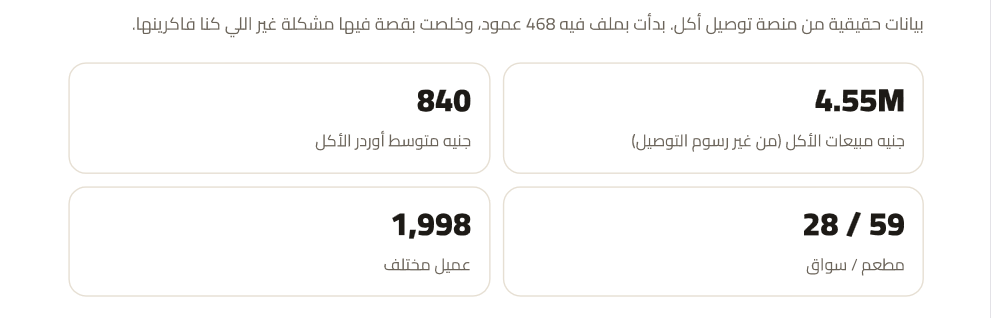 بيانات حقيقية من منصة توصيل أكل. بدأت بملف فيه 468 عمود، وخلصت بقصة فيها مشكلة غير اللي كنا فاكرينها.
4.55M
جنيه مبيعات الأكل (من غير رسوم التوصيل)
840
جنيه متوسط أوردر الأكل
28 / 59
مطعم / سواق
1,998
عميل مختلف